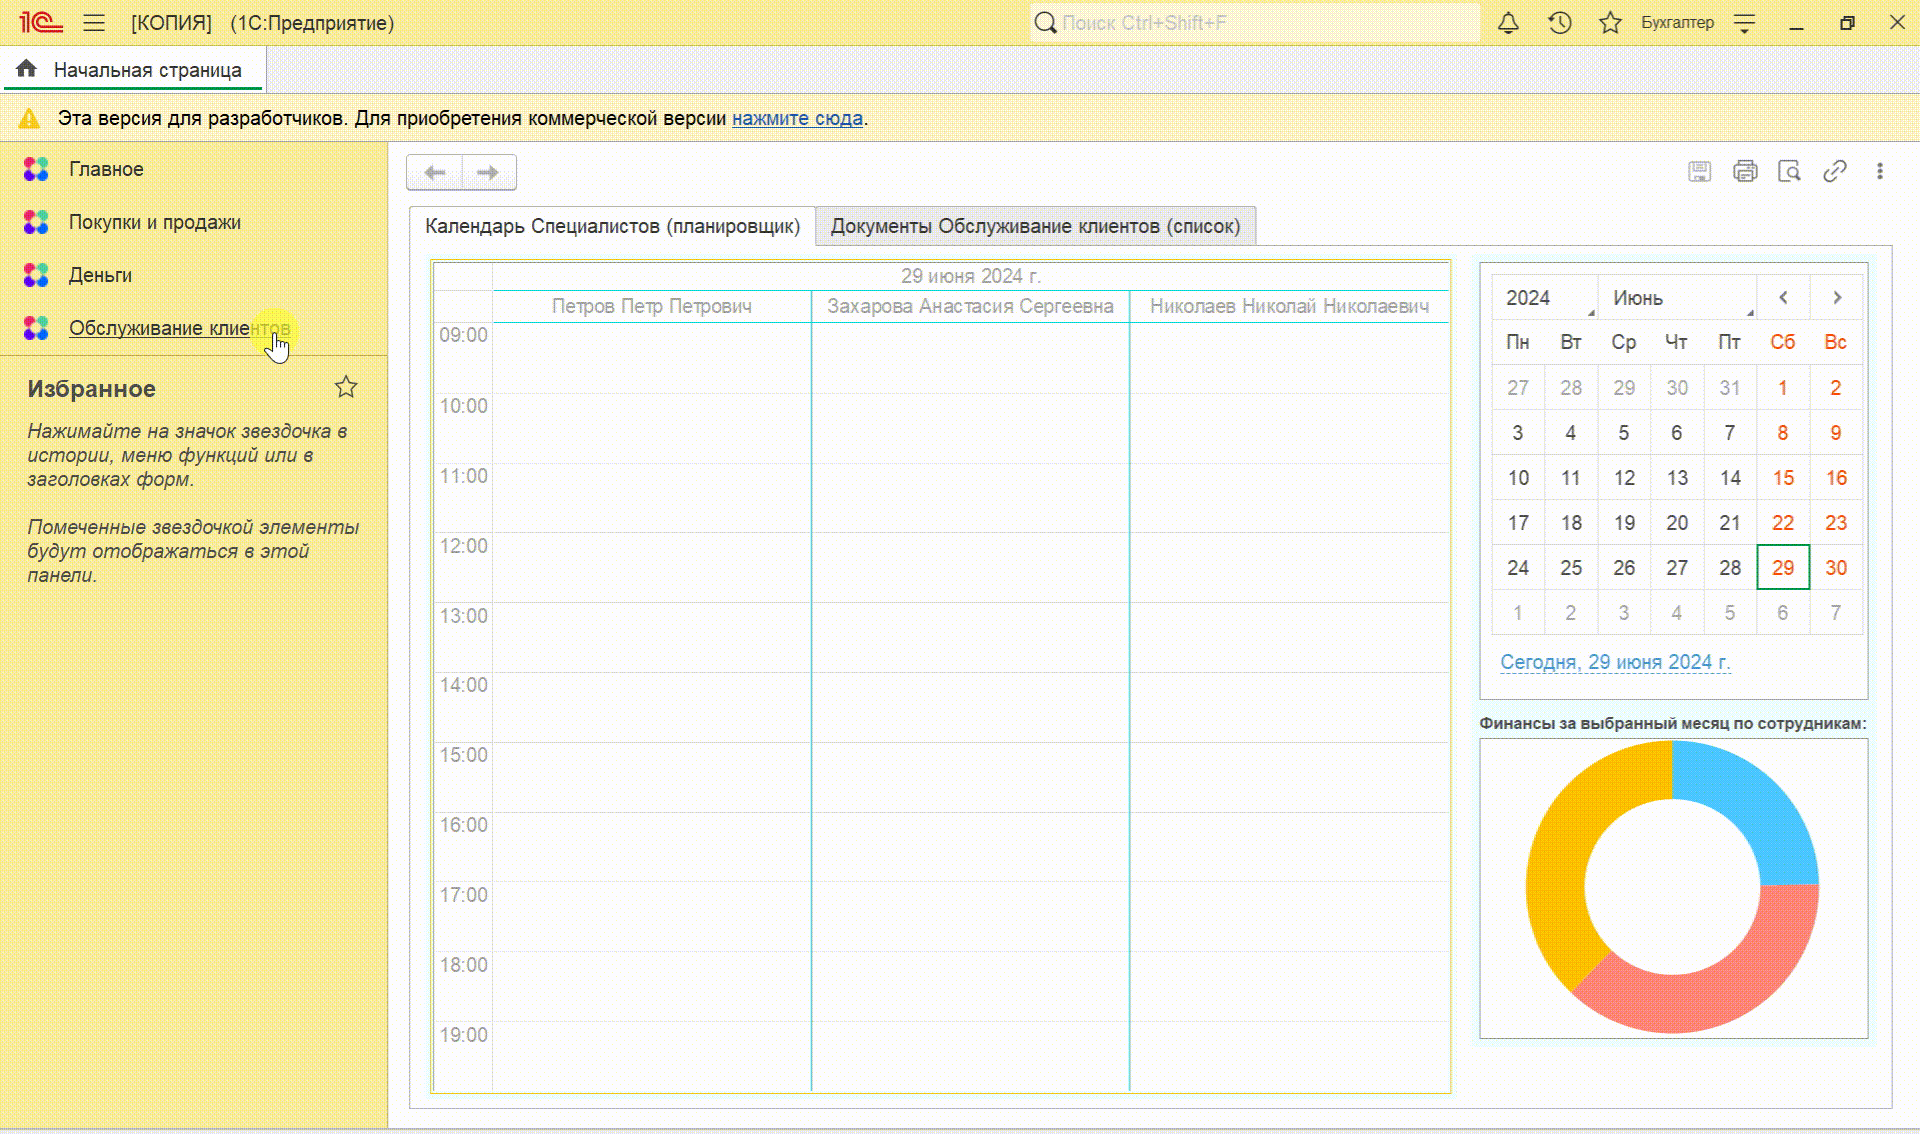 1С [КОПИЯ] (1С:Предприятие) Поиск Ctrl+Shift+F Бухгалтер
Начальная страница
Эта версия для разработчиков. Для приобретения коммерческой версии нажмите сюда.
Главное
Покупки и продажи
Деньги
Обслуживание клиентов
Избранное
Нажимайте на значок звездочка в
истории, меню функций или в
заголовках форм.
Помеченные звездочкой элементы
будут отображаться в этой
панели.
Календарь Специалистов (планировщик) Документы Обслуживание клиентов (список)
29 июня 2024 г.
Петров Петр Петрович Захарова Анастасия Сергеевна Николаев Николай Николаевич
09:00
10:00
11:00
12:00
13:00
14:00
15:00
16:00
17:00
18:00
19:00
2024 Июнь
Пн Вт Ср Чт Пт Сб Вс
27 28 29 30 31 1 2
3 4 5 6 7 8 9
10 11 12 13 14 15 16
17 18 19 20 21 22 23
24 25 26 27 28 29 30
1 2 3 4 5 6 7
Сегодня, 29 июня 2024 г.
Финансы за выбранный месяц по сотрудникам: